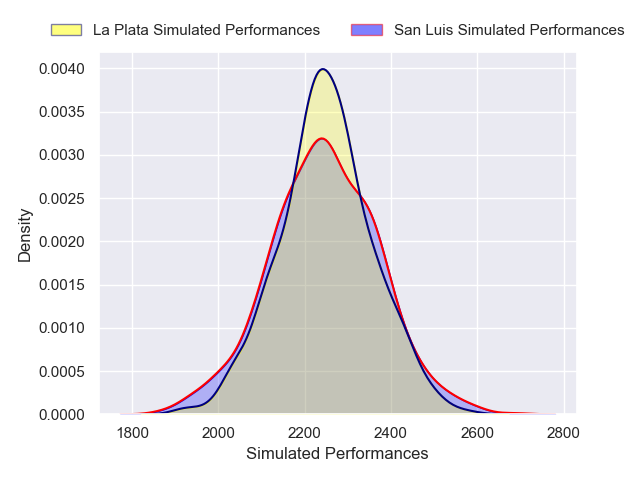 La Plata Simulated Performances San Luis Simulated Performances
0.0040
0.0035
0.0030
0.0025
0.0020
0.0015
0.0010
0.0005
0.0000
Density
1800 2000 2200 2400 2600 2800
Simulated Performances